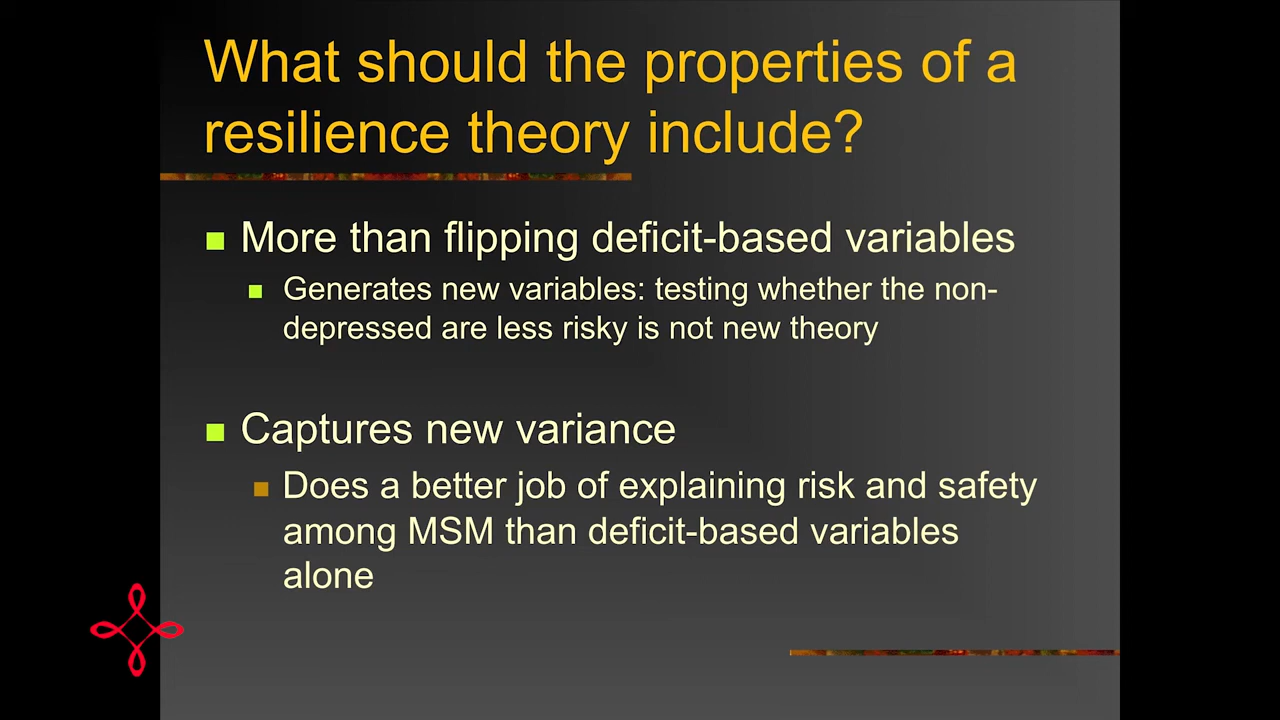 What should the properties of a
resilience theory include?
More than flipping deficit-based variables
Generates new variables: testing whether the non-
depressed are less risky is not new theory
Captures new variance
Does a better job of explaining risk and safety
among MSM than deficit-based variables
alone